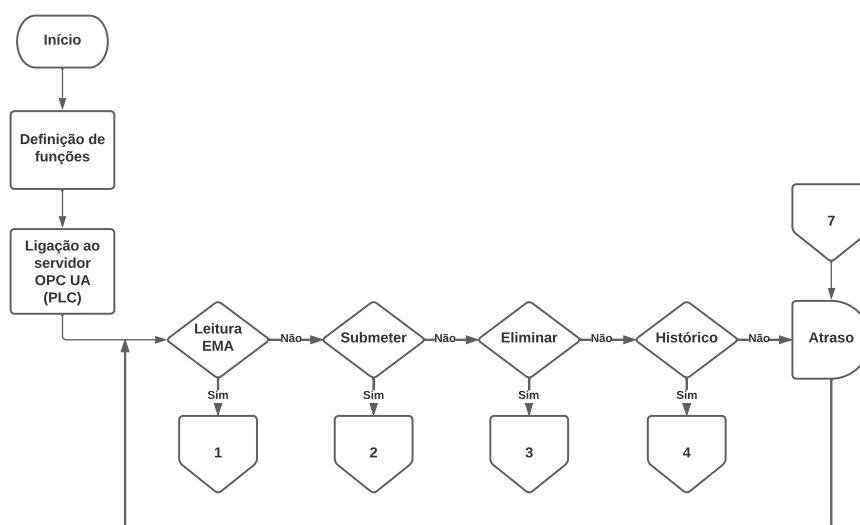 Início
Definição de
funções
Ligação ao
servidor
OPC UA
(PLC)
Leitura
EMA
Não
Submeter
Não
Eliminar
Não
Histórico
Não
Atraso
7
Sim
Sim
Sim
Sim
1
2
3
4